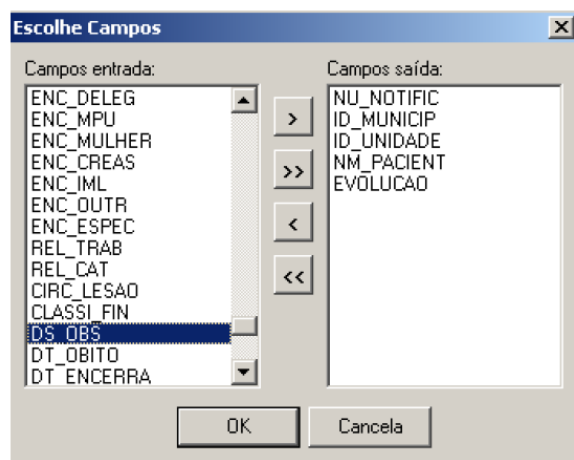 Escolhe Campos
Campos entrada:
ENC_DELEG
ENC_MPU
ENC_MULHER
ENC_CREAS
ENC_IML
ENC_OUTR
ENC_ESPEC
REL_TRAB
REL_CAT
CIRC_LESAO
CLASSI_FIN
DS_OBS
DT_OBITO
DT_ENCERRA
>
>>
<
<<
Campos saída:
NU_NOTIFIC
ID_MUNICIP
ID_UNIDADE
NM_PACIENT
EVOLUCAO
OK
Cancela